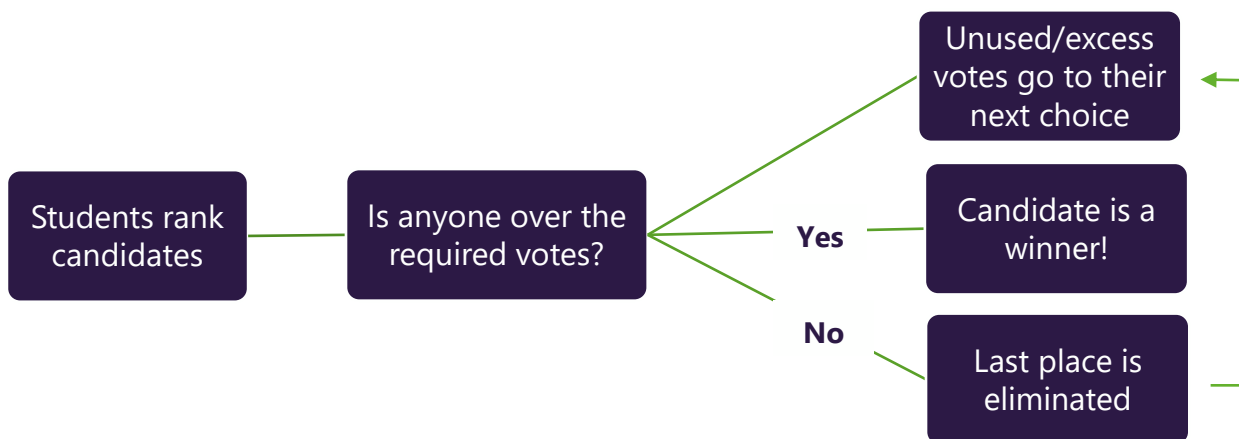 Students rank
candidates
Is anyone over the
required votes?
Unused/excess
votes go to their
next choice
Yes
Candidate is a
winner!
No
Last place is
eliminated